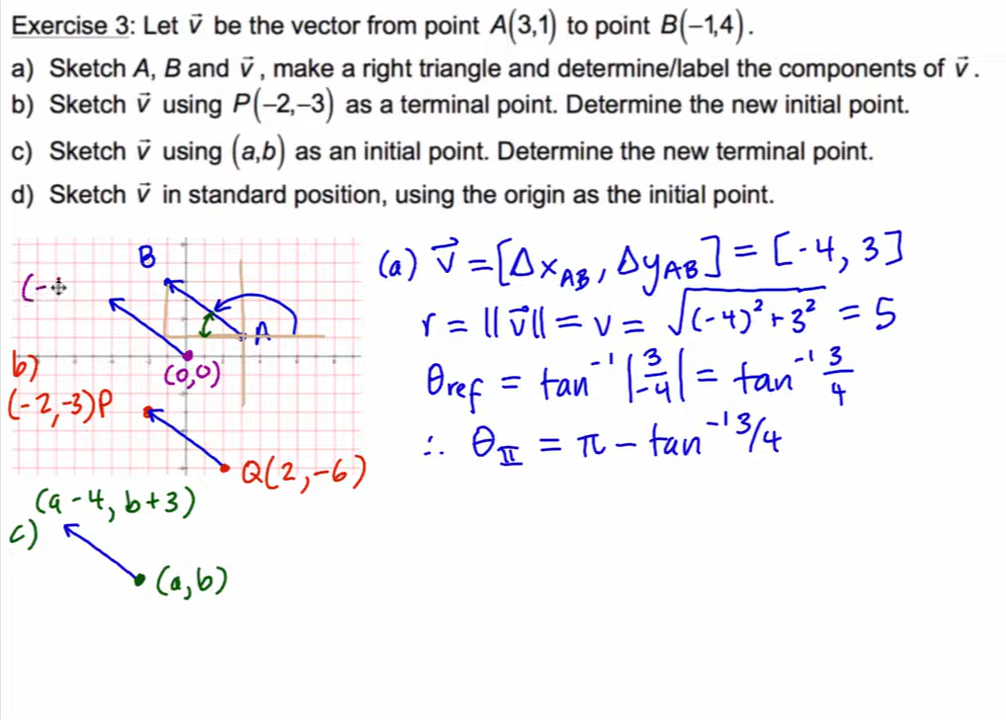 Exercise 3: Let v⃗ be the vector from point A(3,1) to point B(−1,4).
a) Sketch A, B and v⃗, make a right triangle and determine/label the components of v⃗.
b) Sketch v⃗ using P(−2,−3) as a terminal point. Determine the new initial point.
c) Sketch v⃗ using (a,b) as an initial point. Determine the new terminal point.
d) Sketch v⃗ in standard position, using the origin as the initial point.
B
(-
A
(0,0)
b)
(-2,-3)P
Q(2,-6)
(a-4, b+3)
c)
(a,b)
(a) v⃗ = [Δx_AB, Δy_AB] = [-4, 3]
r = ||v⃗|| = v = √((-4)² + 3²) = 5
θ_ref = tan⁻¹ |3/-4| = tan⁻¹ 3/4
∴ θ_II = π - tan⁻¹ 3/4